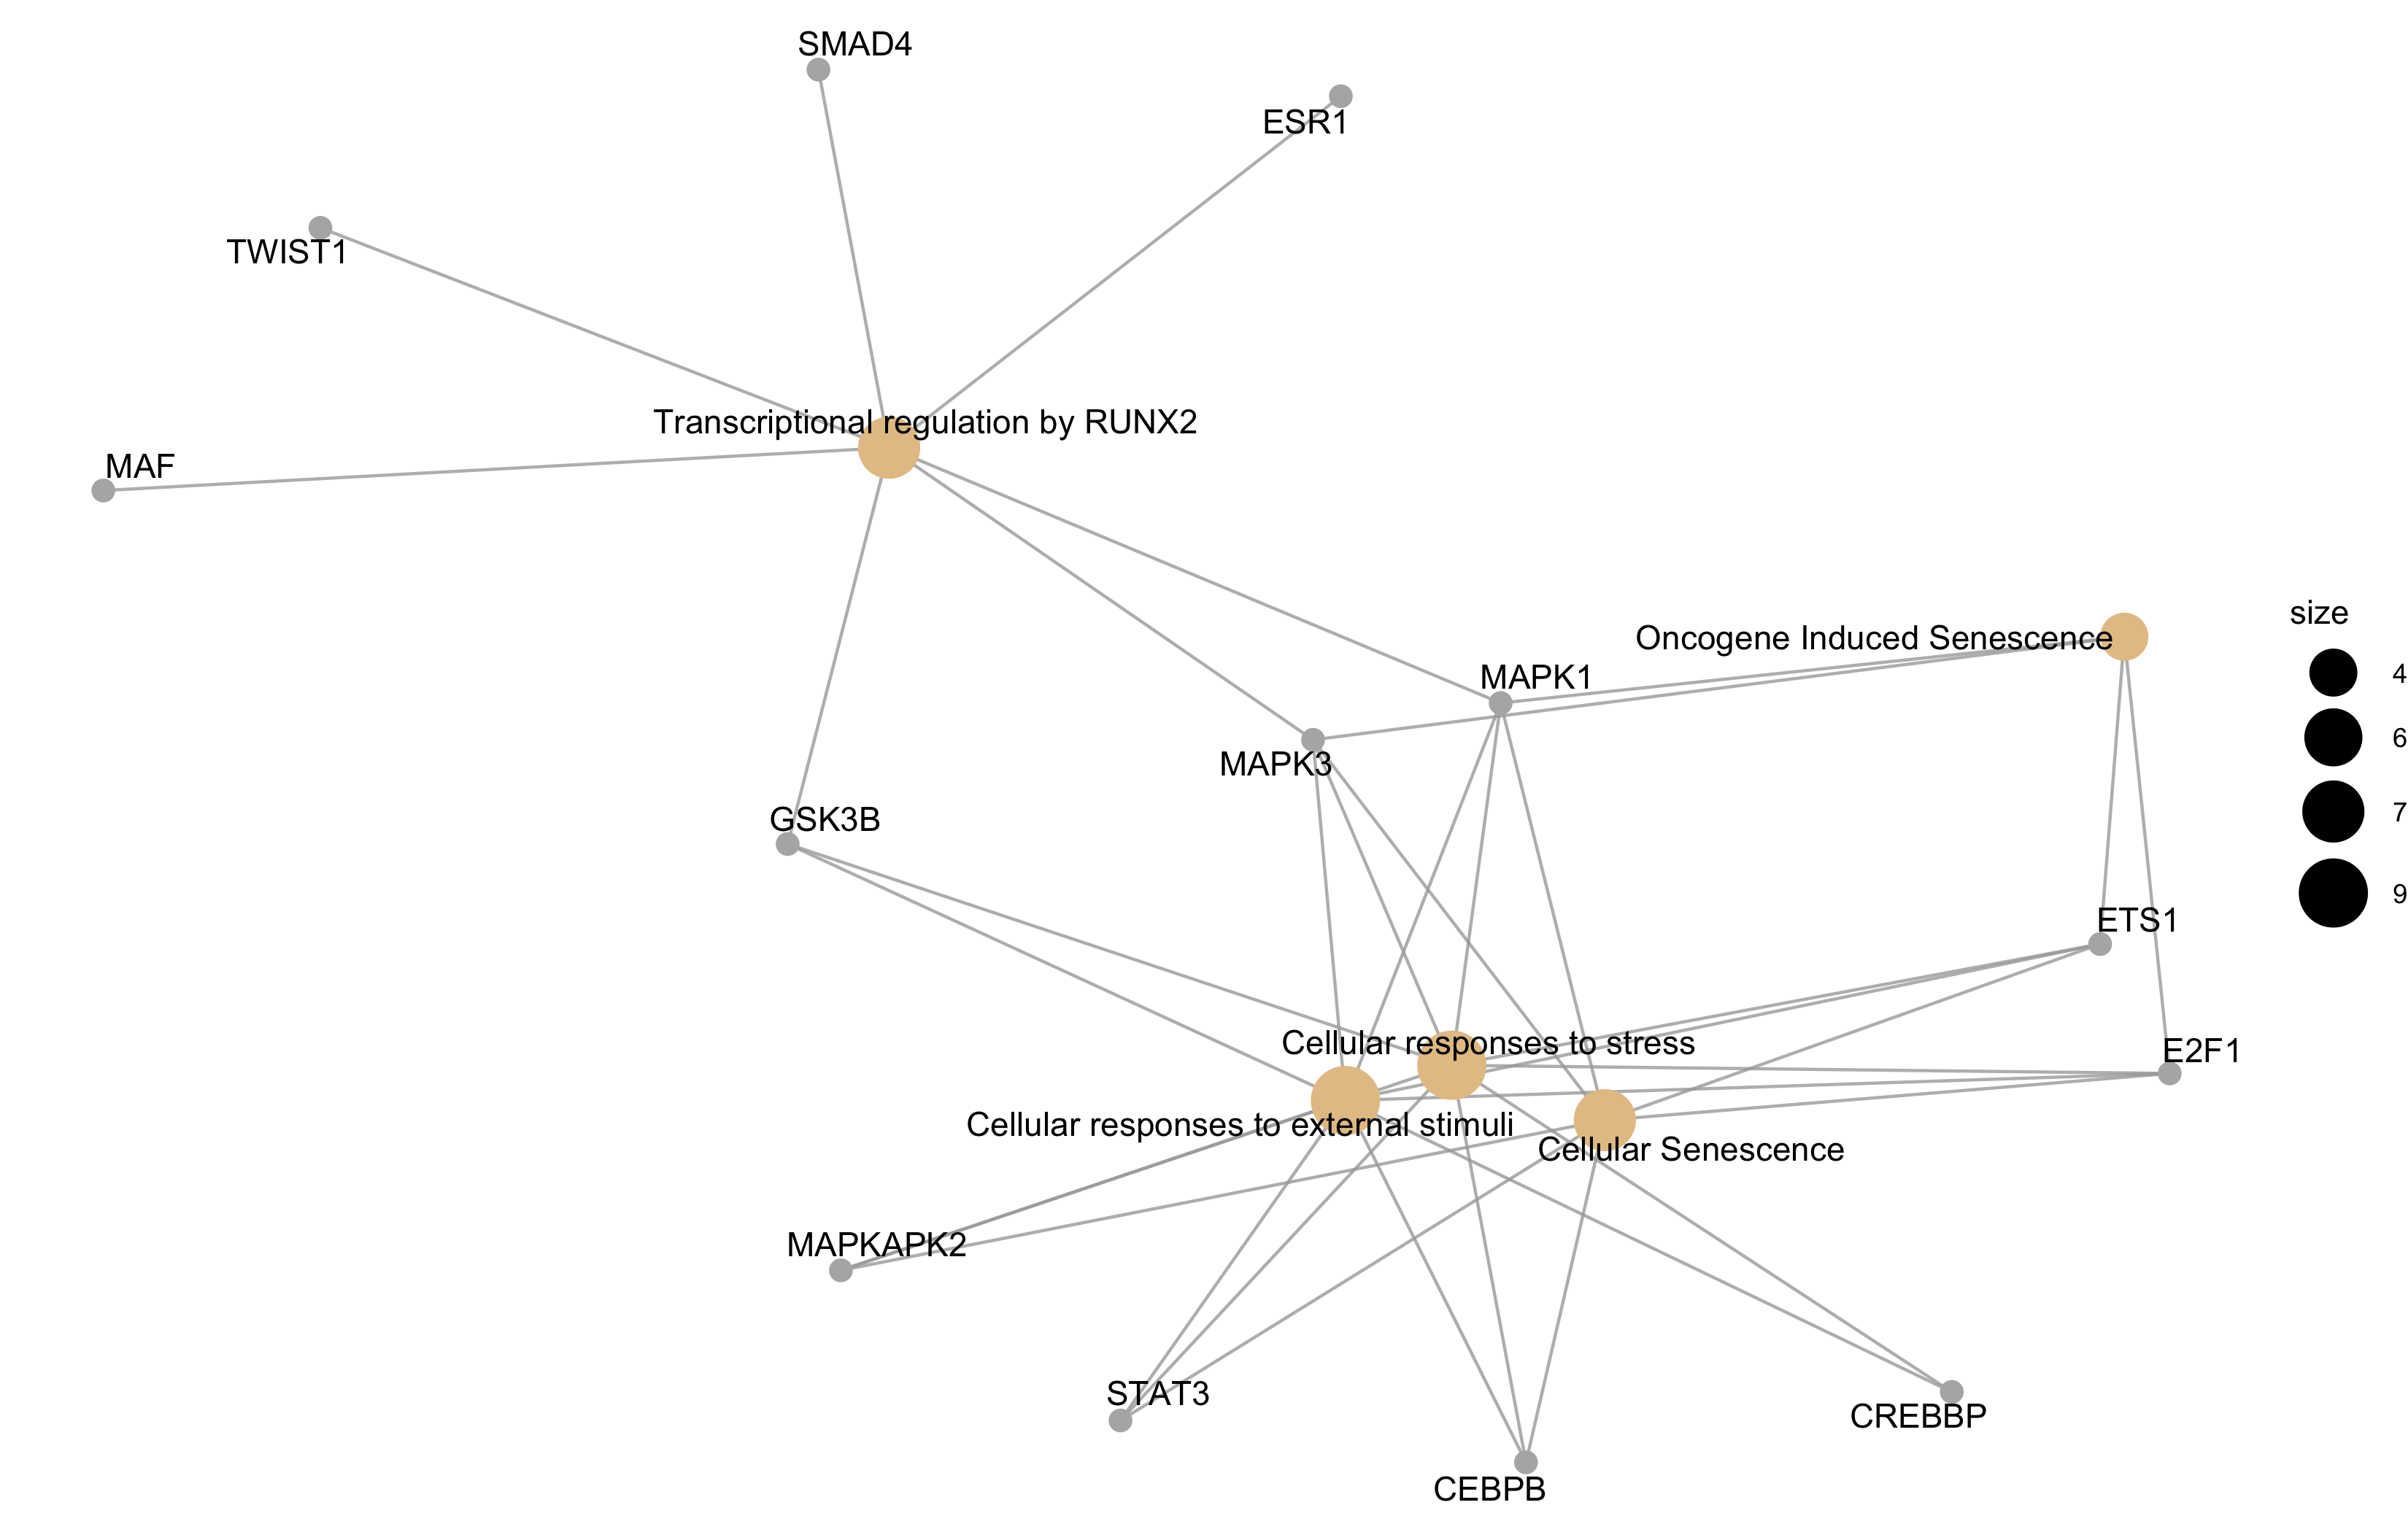 SMAD4
ESR1
TWIST1
Transcriptional regulation by RUNX2
MAF
size
Oncogene Induced Senescence
4
MAPK1
6
MAPK3
7
GSK3B
9
ETS1
Cellular responses to stress
E2F1
Cellular responses to external stimuli
Cellular Senescence
MAPKAPK2
STAT3
CREBBP
CEBPB